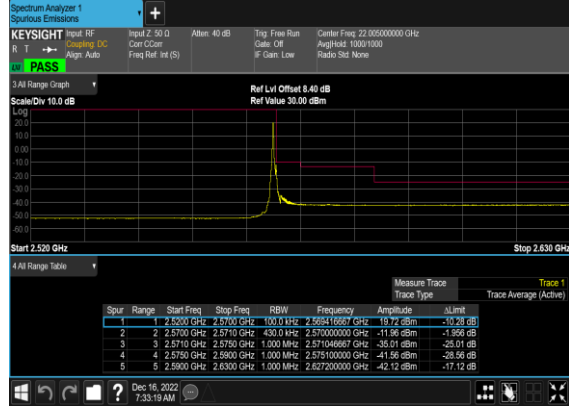 Spectrum Analyzer 1
Spurious Emissions
+
KEYSIGHT Input: RF Input Z: 50 Ω Atten: 40 dB Trig: Free Run Center Freq: 22.005000000 GHz
R T Coupling: DC Corr CCorr Gate: Off Avg|Hold: 1000/1000
Align: Auto Freq Ref: Int (S) IF Gain: Low Radio Std: None
PASS
3 All Range Graph
Ref Lvl Offset 8.40 dB
Scale/Div 10.0 dB Ref Value 30.00 dBm
Log
20.0
10.0
0.00
-10.0
-20.0
-30.0
-40.0
-50.0
-60.0
Start 2.520 GHz Stop 2.630 GHz
4 All Range Table
Measure Trace Trace 1
Trace Type Trace Average (Active)
Spur Range Start Freq Stop Freq RBW Frequency Amplitude ΔLimit
1 1 2.5200 GHz 2.5700 GHz 100.0 kHz 2.569416667 GHz 19.72 dBm -10.28 dB
2 2 2.5700 GHz 2.5710 GHz 430.0 kHz 2.570000000 GHz -11.96 dBm -1.956 dB
3 3 2.5710 GHz 2.5750 GHz 1.000 MHz 2.571046667 GHz -35.01 dBm -25.01 dB
4 4 2.5750 GHz 2.5900 GHz 1.000 MHz 2.575100000 GHz -41.56 dBm -28.56 dB
5 5 2.5900 GHz 2.6300 GHz 1.000 MHz 2.627200000 GHz -42.12 dBm -17.12 dB
? Dec 16, 2022
7:33:19 AM